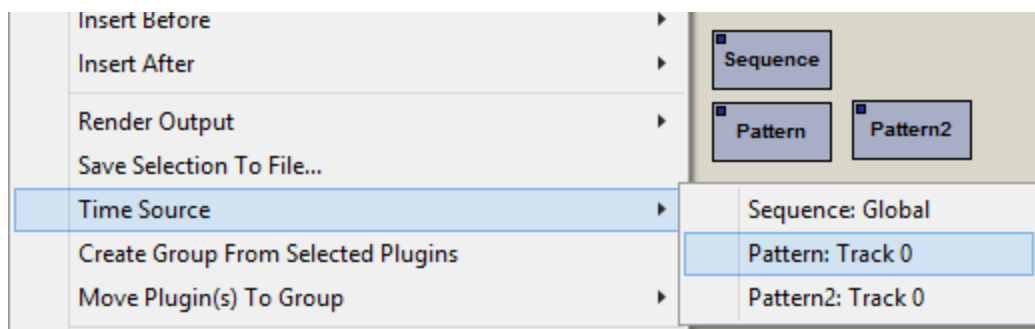 Insert Before
Insert After
Render Output
Save Selection To File...
Time Source
Create Group From Selected Plugins
Move Plugin(s) To Group
Sequence
Pattern
Pattern2
Sequence: Global
Pattern: Track 0
Pattern2: Track 0